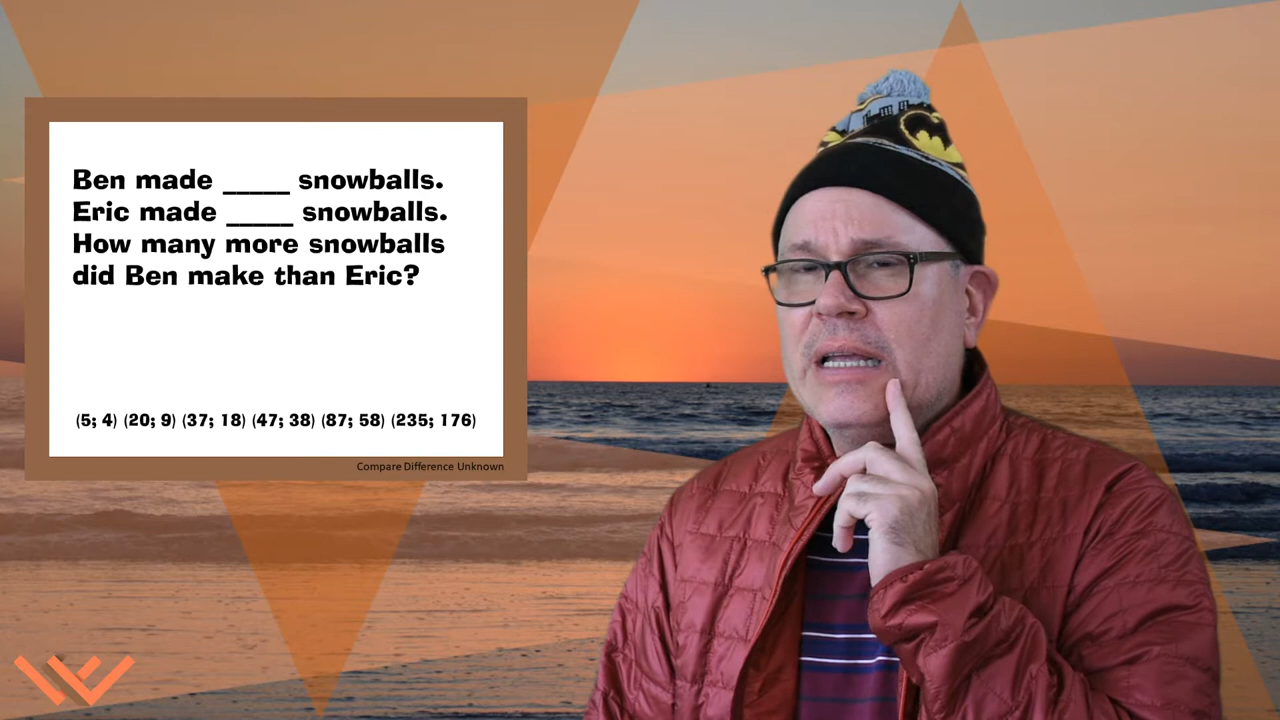 Ben made _____ snowballs.
Eric made _____ snowballs.
How many more snowballs
did Ben make than Eric?
(5; 4) (20; 9) (37; 18) (47; 38) (87; 58) (235; 176)
Compare Difference Unknown